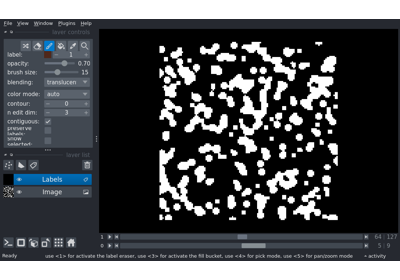 File View Window Plugins Help
layer controls
label: 1
opacity: 0.70
brush size: 15
blending: translucen
color mode: auto
contour: 0
n edit dim: 3
contiguous:
preserve
labels:
show
selected:
layer list
Labels
Image
1 64 127
0 5 9
Ready use <1> for activate the label eraser, use <3> for activate the fill bucket, use <4> for pick mode, use <5> for pan/zoom mode activity